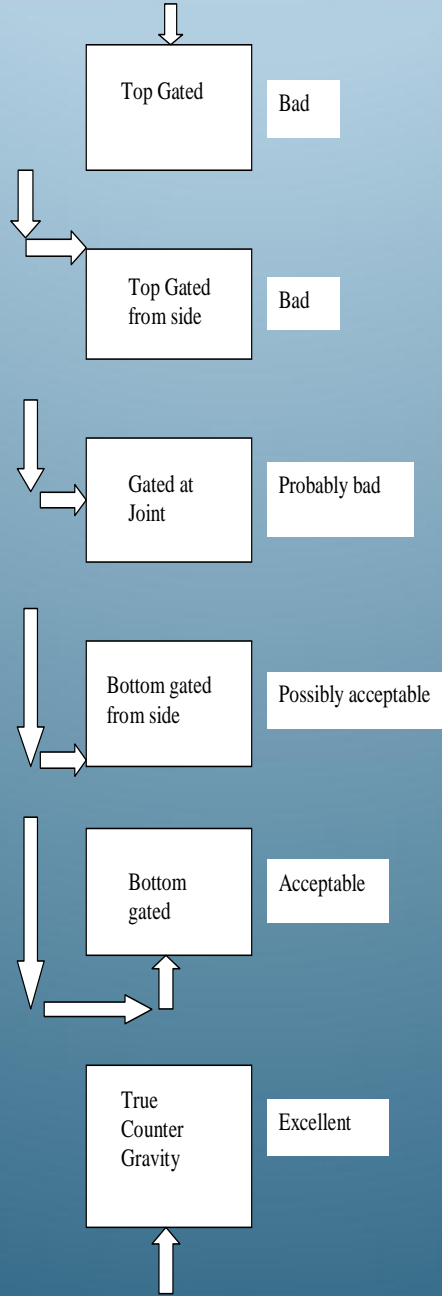 Top Gated
Bad
Top Gated
from side
Bad
Gated at
Joint
Probably bad
Bottom gated
from side
Possibly acceptable
Bottom
gated
Acceptable
True
Counter
Gravity
Excellent